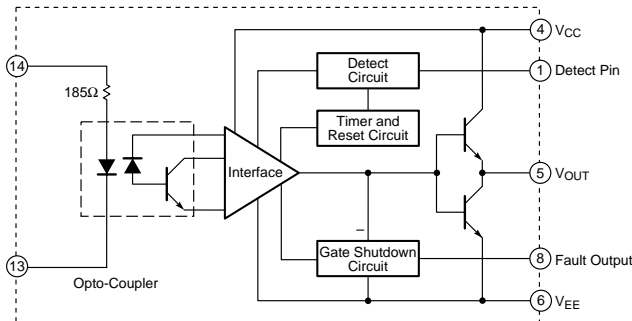 4 VCC
14
Detect Circuit
1 Detect Pin
185Ω
Timer and Reset Circuit
Interface
5 VOUT
–
Gate Shutdown Circuit
8 Fault Output
13
Opto-Coupler
6 VEE